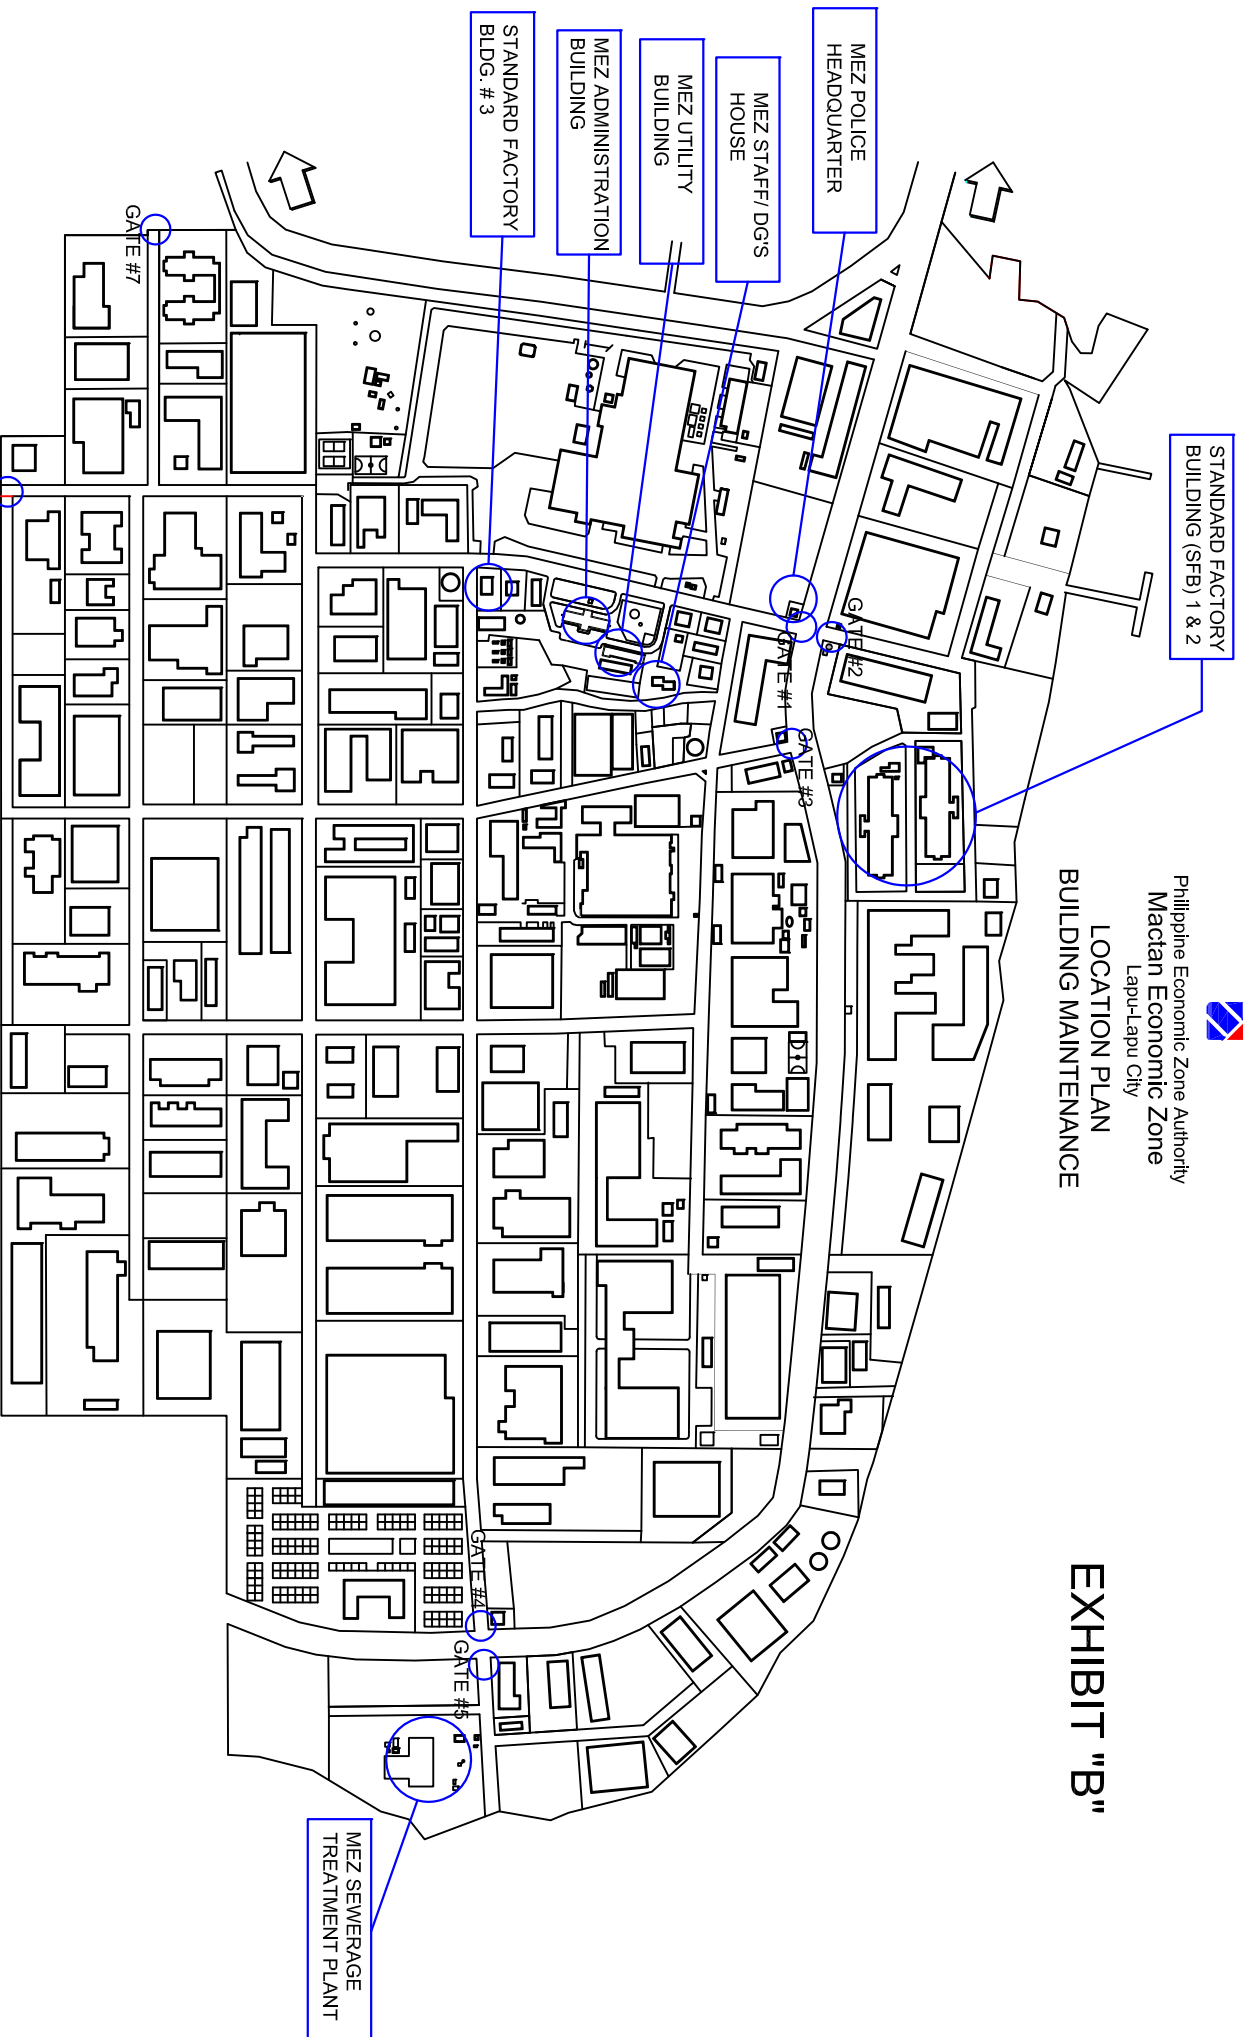 EXHIBIT "B"
Philippine Economic Zone Authority
Mactan Economic Zone
Lapu-Lapu City
LOCATION PLAN
BUILDING MAINTENANCE
STANDARD FACTORY
BUILDING (SFB) 1 & 2
MEZ POLICE
HEADQUARTER
MEZ STAFF/ DG'S
HOUSE
MEZ UTILITY
BUILDING
MEZ ADMINISTRATION
BUILDING
STANDARD FACTORY
BLDG. # 3
GATE #2
GATE #1
GATE #3
GATE #7
GATE #4
GATE #5
MEZ SEWERAGE
TREATMENT PLANT